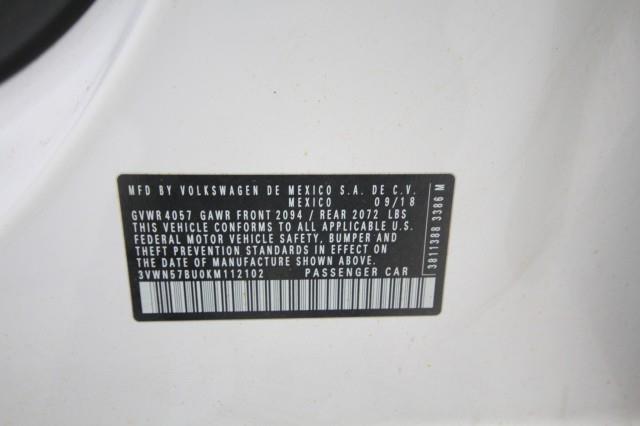 MFD BY VOLKSWAGEN DE MEXICO S.A. DE C.V.
MEXICO 09/18
GVWR 4057 GAWR FRONT 2094 / REAR 2072 LBS
THIS VEHICLE CONFORMS TO ALL APPLICABLE U.S.
FEDERAL MOTOR VEHICLE SAFETY, BUMPER AND
THEFT PREVENTION STANDARDS IN EFFECT ON THE
DATE OF MANUFACTURE SHOWN ABOVE.
3VWN57BU0KM112102 PASSENGER CAR
3811388 3386 M